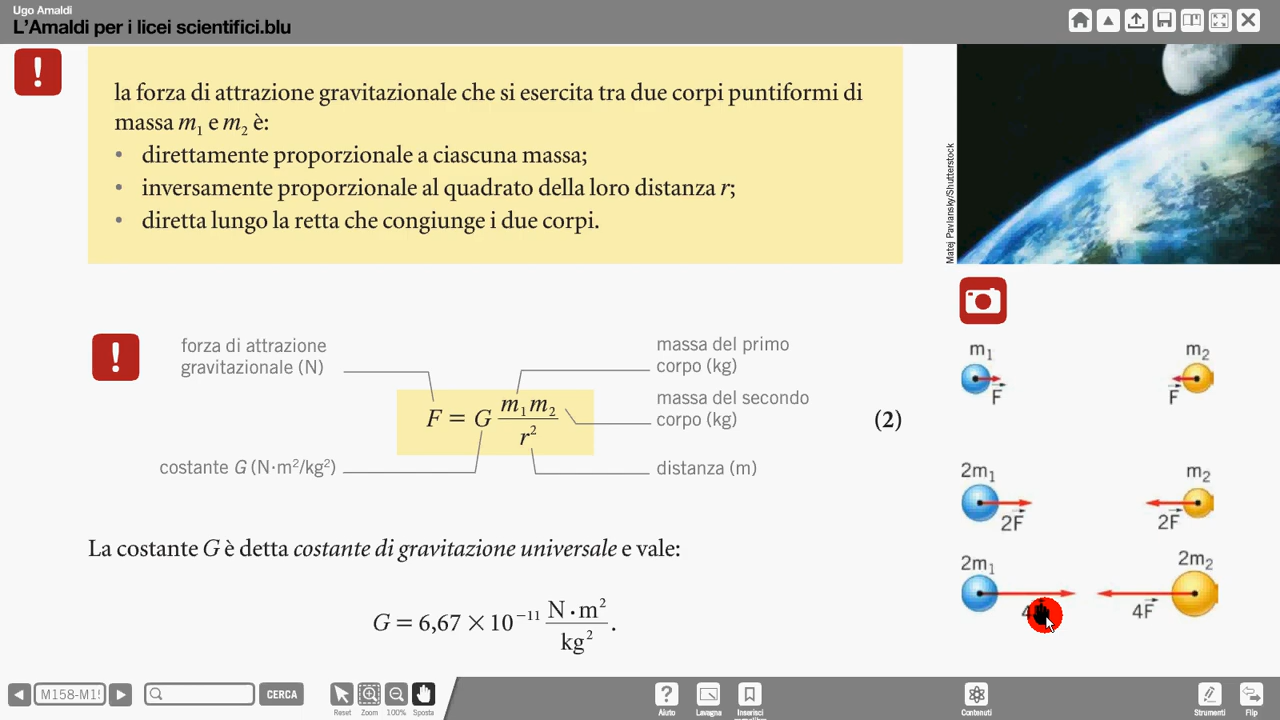 Ugo Amaldi
L'Amaldi per i licei scientifici.blu
la forza di attrazione gravitazionale che si esercita tra due corpi puntiformi di
massa m₁ e m₂ è:
• direttamente proporzionale a ciascuna massa;
• inversamente proporzionale al quadrato della loro distanza r;
• diretta lungo la retta che congiunge i due corpi.
Matej Pavlansky/Shutterstock
forza di attrazione
gravitazionale (N)
massa del primo
corpo (kg)
massa del secondo
corpo (kg)
F = G m₁m₂ / r²
(2)
costante G (N·m²/kg²)
distanza (m)
La costante G è detta costante di gravitazione universale e vale:
G = 6,67 × 10⁻¹¹ N·m² / kg².
m₁ m₂
F F
2m₁ m₂
2F 2F
2m₁ 2m₂
4F
M158-M1
CERCA
Reset Zoom 100% Sposta
Aiuto Lavagna Inserisci
Contenuti
Strumenti Flip